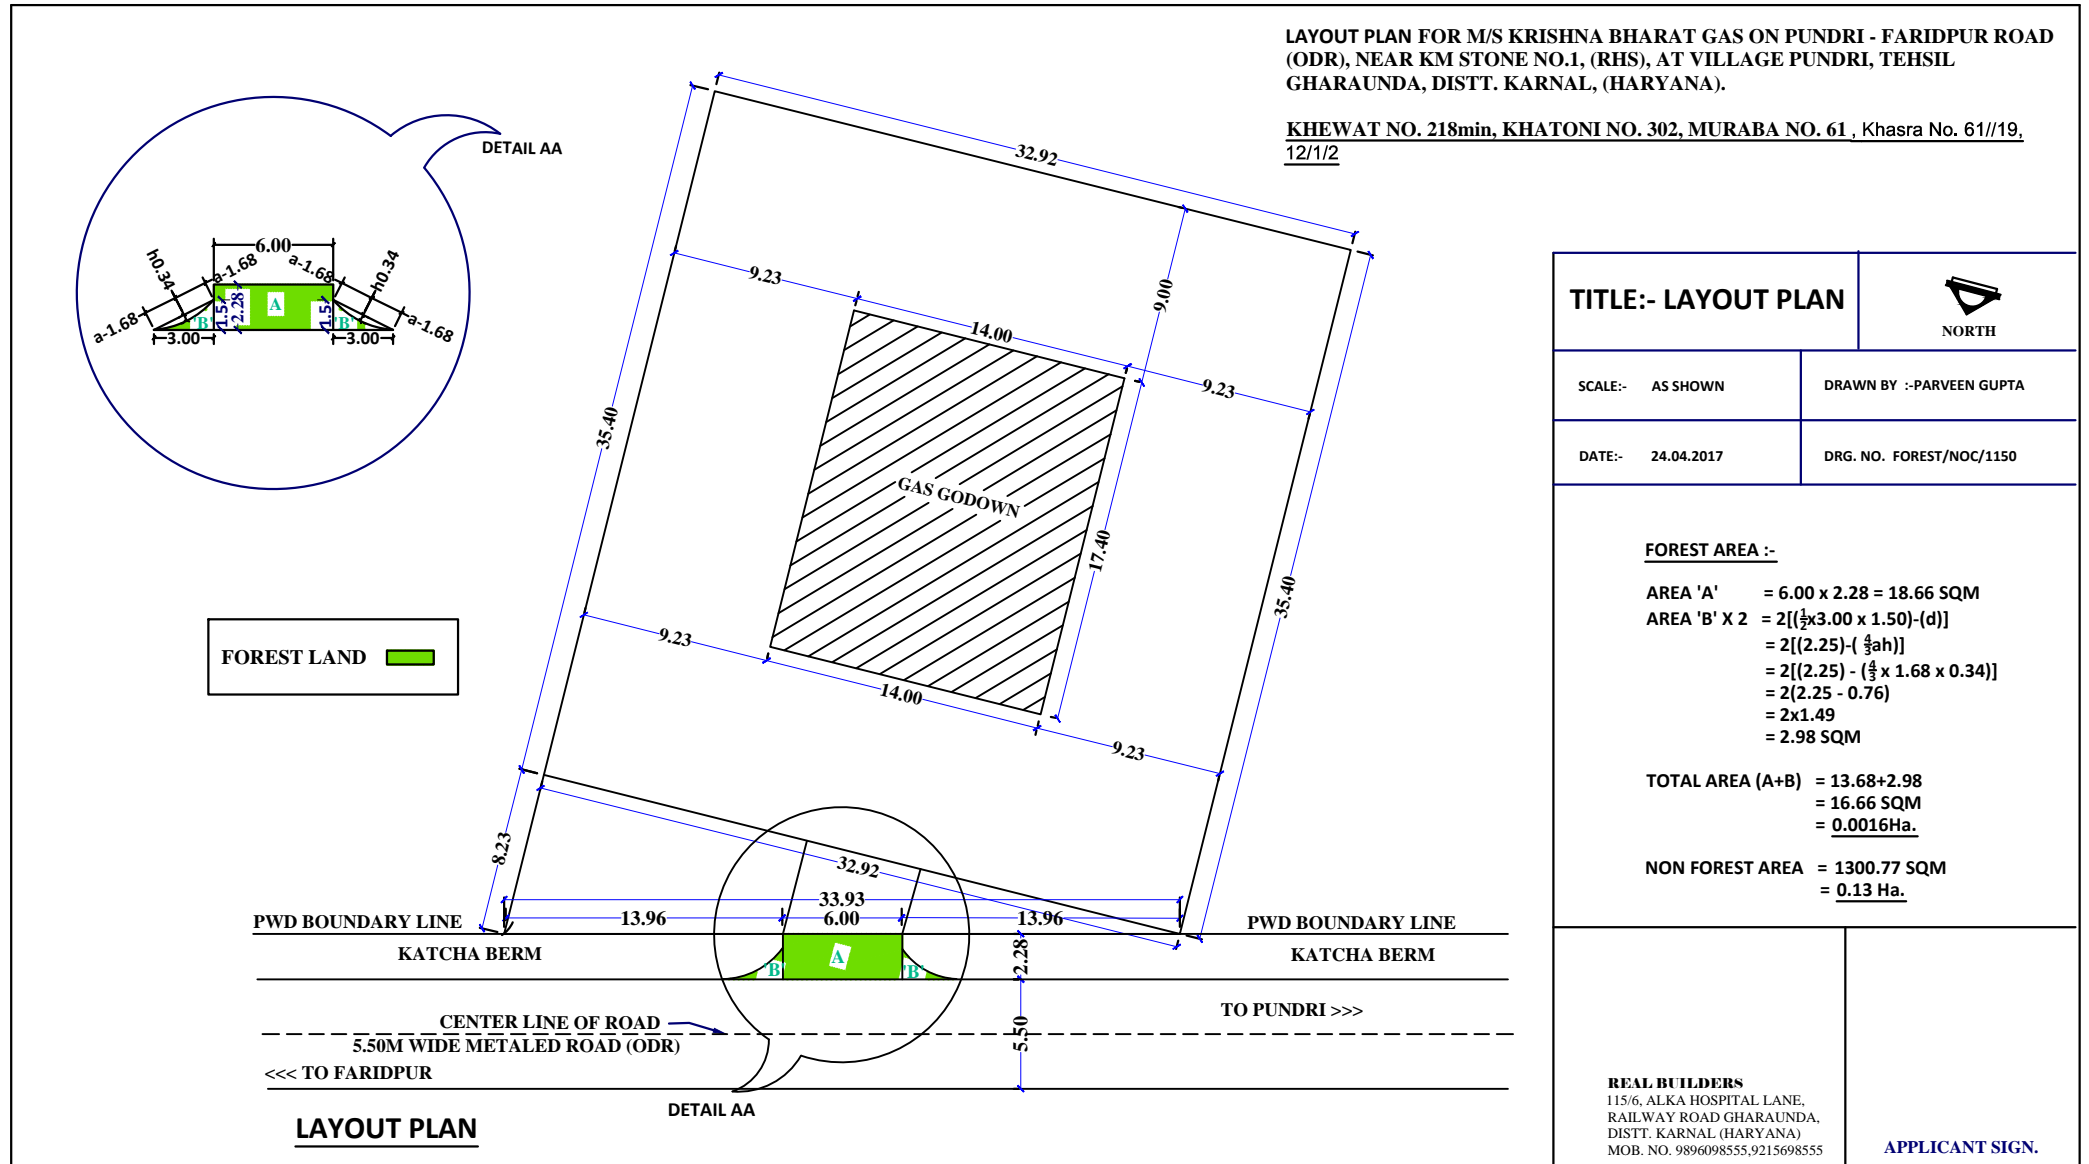 LAYOUT PLAN FOR M/S KRISHNA BHARAT GAS ON PUNDRI - FARIDPUR ROAD
(ODR), NEAR KM STONE NO.1, (RHS), AT VILLAGE PUNDRI, TEHSIL
GHARAUNDA, DISTT. KARNAL, (HARYANA).
KHEWAT NO. 218min, KHATONI NO. 302, MURABA NO. 61 , Khasra No. 61//19,
12/1/2
DETAIL AA
6.00
h0.34
a-1.68
a-1.68
h0.34
a-1.68
'B'
1.5
2.28
A
1.5
'B'
a-1.68
3.00
3.00
32.92
9.23
9.00
14.00
9.23
35.40
GAS GODOWN
17.40
35.40
9.23
14.00
9.23
8.23
32.92
33.93
13.96
6.00
13.96
FOREST LAND
PWD BOUNDARY LINE
PWD BOUNDARY LINE
KATCHA BERM
KATCHA BERM
'B'
A
'B'
2.28
5.50
TO PUNDRI >>>
CENTER LINE OF ROAD
5.50M WIDE METALED ROAD (ODR)
<<< TO FARIDPUR
DETAIL AA
LAYOUT PLAN
TITLE:- LAYOUT PLAN
NORTH
SCALE:- AS SHOWN
DRAWN BY :-PARVEEN GUPTA
DATE:- 24.04.2017
DRG. NO. FOREST/NOC/1150
FOREST AREA :-
AREA 'A' = 6.00 x 2.28 = 18.66 SQM
AREA 'B' X 2 = 2[(½x3.00 x 1.50)-(d)]
= 2[(2.25)-( 4/3ah)]
= 2[(2.25) - (4/3 x 1.68 x 0.34)]
= 2(2.25 - 0.76)
= 2x1.49
= 2.98 SQM
TOTAL AREA (A+B) = 13.68+2.98
= 16.66 SQM
= 0.0016Ha.
NON FOREST AREA = 1300.77 SQM
= 0.13 Ha.
REAL BUILDERS
115/6, ALKA HOSPITAL LANE,
RAILWAY ROAD GHARAUNDA,
DISTT. KARNAL (HARYANA)
MOB. NO. 9896098555,9215698555
APPLICANT SIGN.